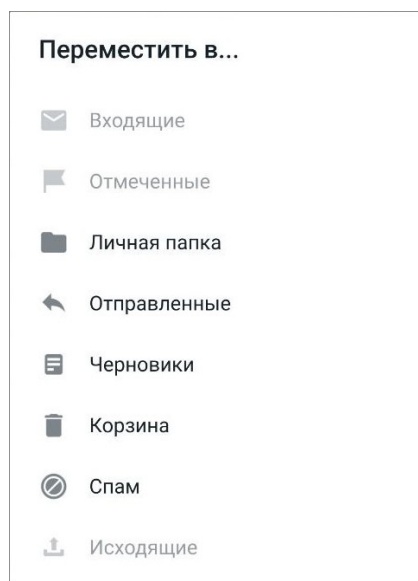 Переместить в...
Входящие
Отмеченные
Личная папка
Отправленные
Черновики
Корзина
Спам
Исходящие